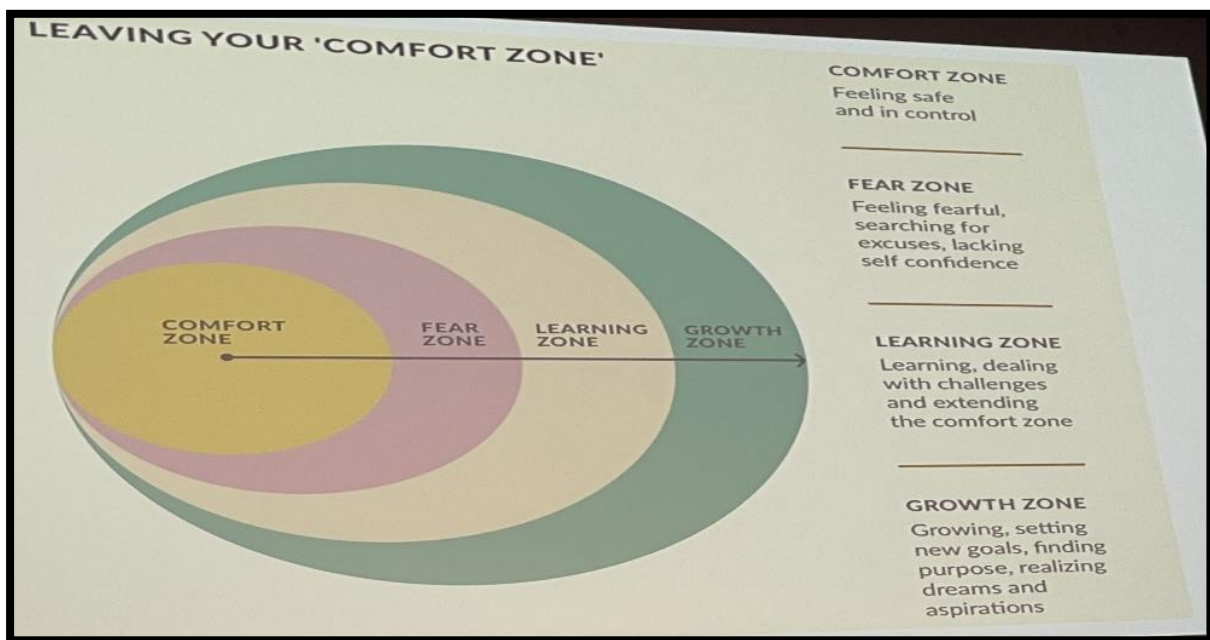 LEAVING YOUR 'COMFORT ZONE'
COMFORT
ZONE
FEAR
ZONE
LEARNING
ZONE
GROWTH
ZONE
COMFORT ZONE
Feeling safe
and in control
FEAR ZONE
Feeling fearful,
searching for
excuses, lacking
self confidence
LEARNING ZONE
Learning, dealing
with challenges
and extending
the comfort zone
GROWTH ZONE
Growing, setting
new goals, finding
purpose, realizing
dreams and
aspirations